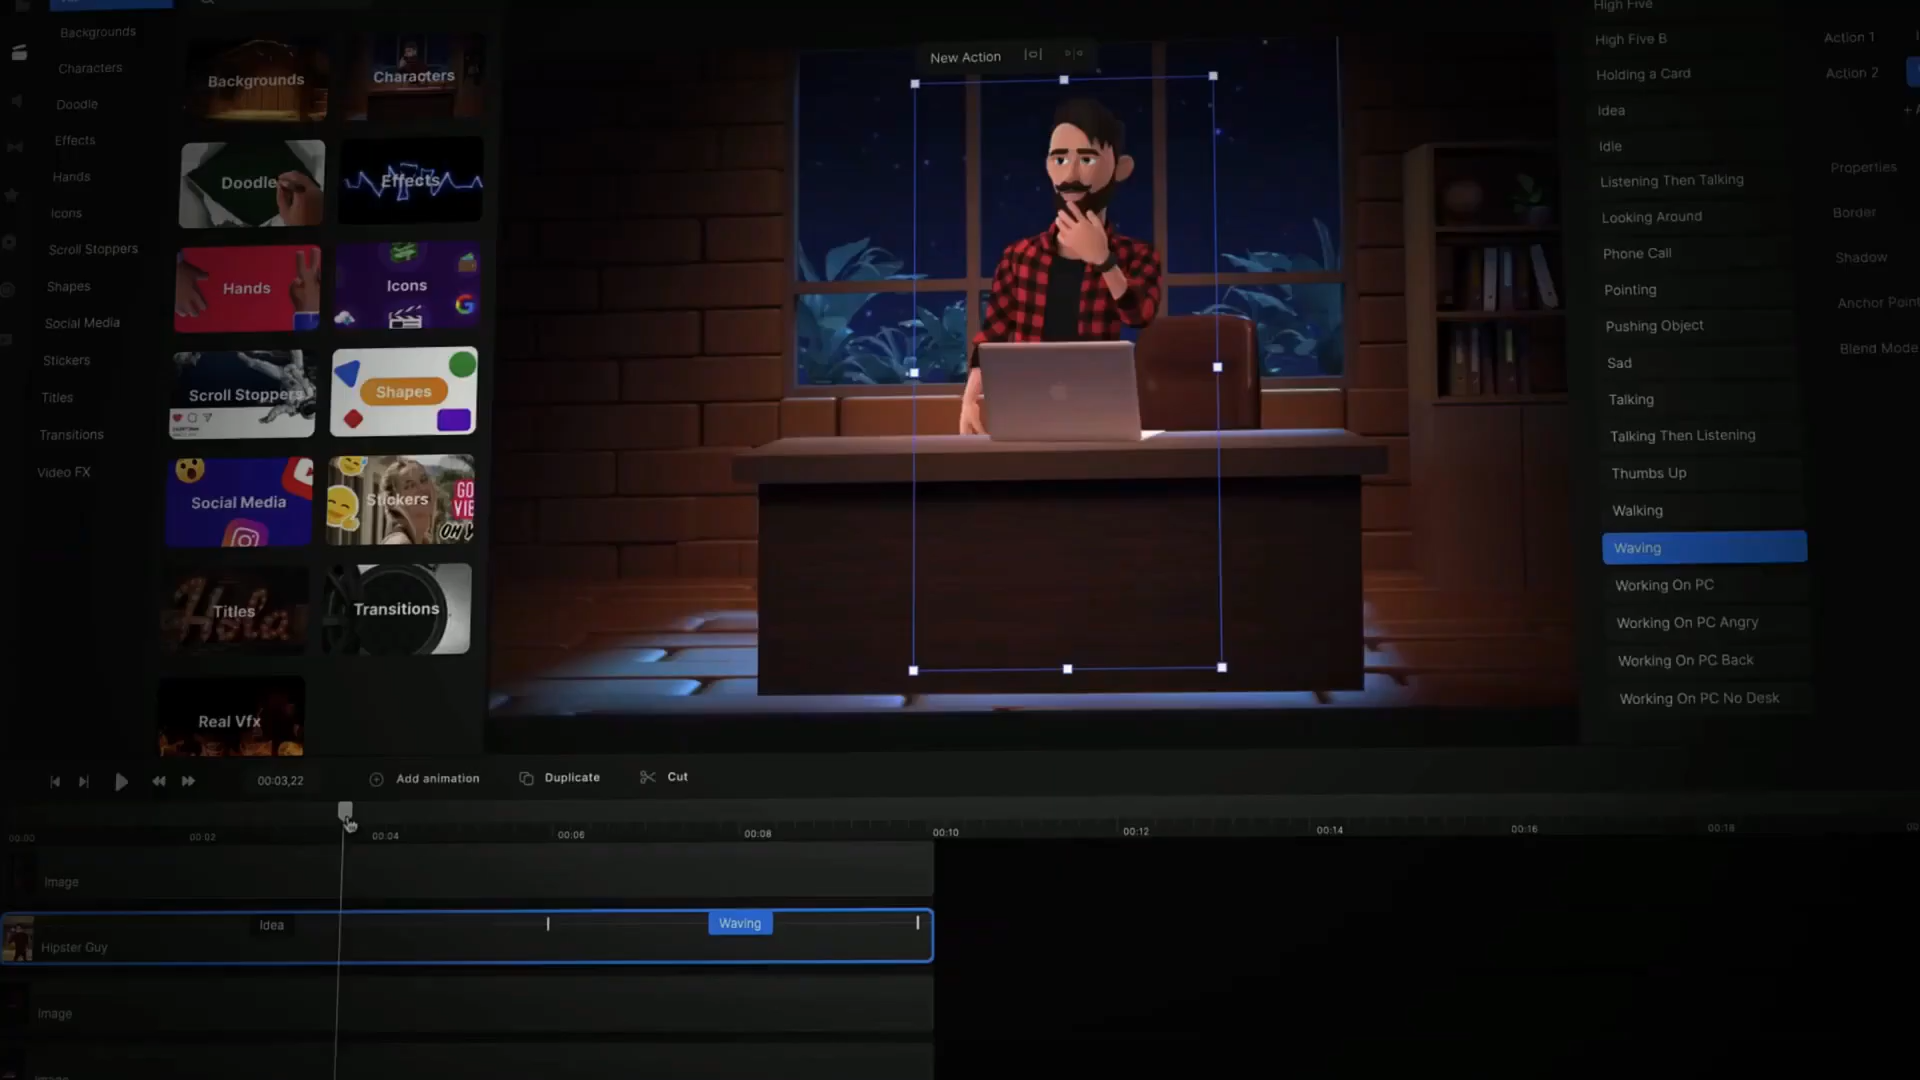 Backgrounds
Characters
Doodle
Effects
Hands
Icons
Scroll Stoppers
Shapes
Social Media
Stickers
Titles
Transitions
Video FX
Backgrounds
Characters
Doodle
Effects
Hands
Icons
Scroll Stoppers
Shapes
Social Media
Stickers
Titles
Hola
Transitions
Real Vfx
New Action
High Five
High Five B
Holding a Card
Idea
Idle
Listening Then Talking
Looking Around
Phone Call
Pointing
Pushing Object
Sad
Talking
Talking Then Listening
Thumbs Up
Walking
Waving
Working On PC
Working On PC Angry
Working On PC Back
Working On PC No Desk
Action 1
Action 2
Properties
Border
Shadow
Anchor Point
Blend Mode
00:03,22
Add animation
Duplicate
Cut
00:00
00:02
00:04
00:06
00:08
00:10
00:12
00:14
00:16
00:18
Image
Idea
Waving
Hipster Guy
Image